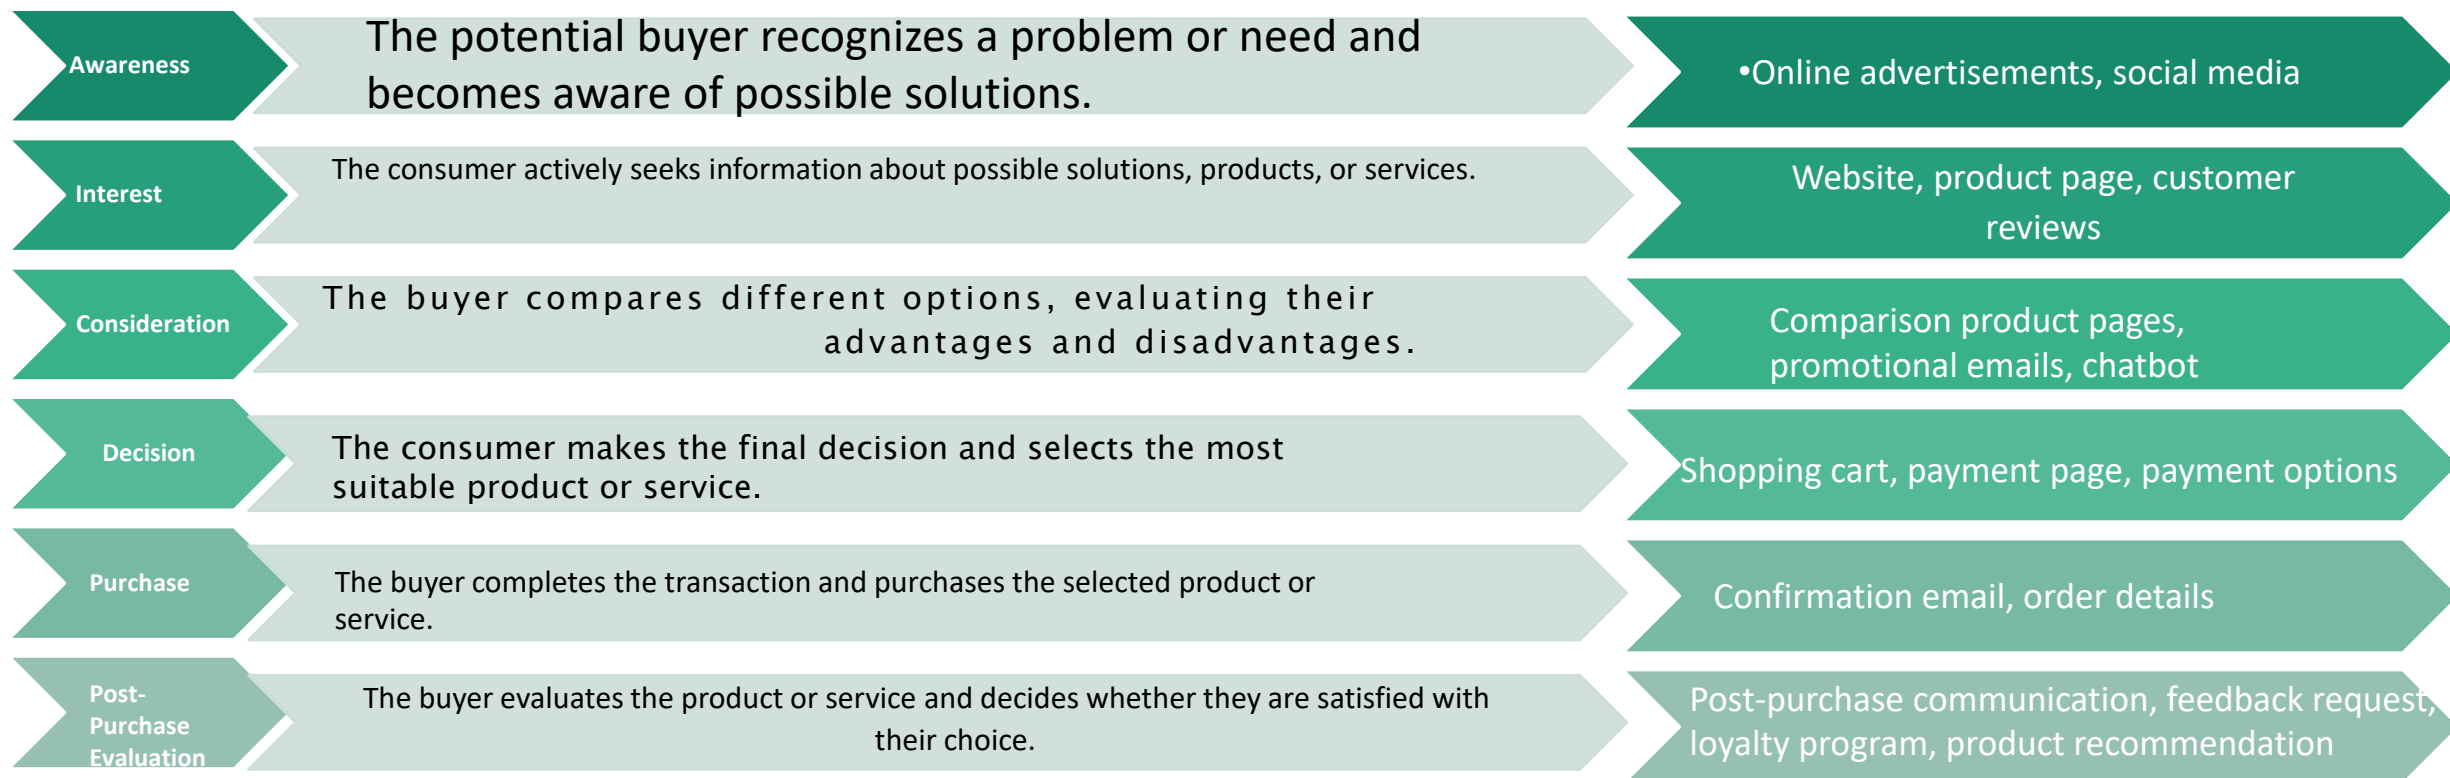 Awareness
The potential buyer recognizes a problem or need and
becomes aware of possible solutions.
•Online advertisements, social media
Interest
The consumer actively seeks information about possible solutions, products, or services.
Website, product page, customer
reviews
Consideration
The buyer compares different options, evaluating their
advantages and disadvantages.
Comparison product pages,
promotional emails, chatbot
Decision
The consumer makes the final decision and selects the most
suitable product or service.
Shopping cart, payment page, payment options
Purchase
The buyer completes the transaction and purchases the selected product or
service.
Confirmation email, order details
Post-
Purchase
Evaluation
The buyer evaluates the product or service and decides whether they are satisfied with
their choice.
Post-purchase communication, feedback request,
loyalty program, product recommendation